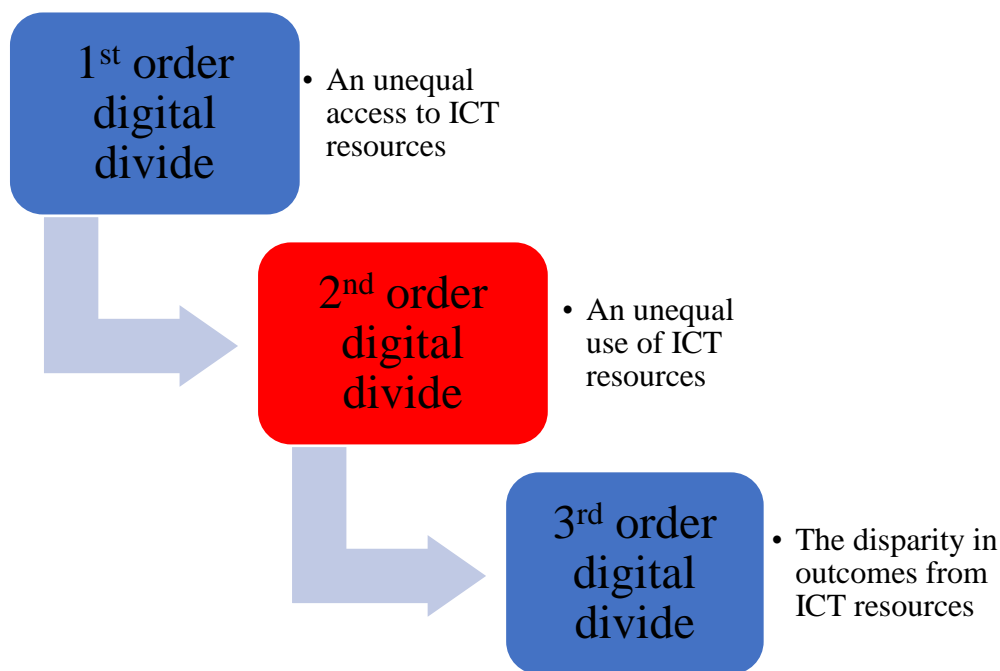 1st order
digital
divide
• An unequal
access to ICT
resources
2nd order
digital
divide
• An unequal
use of ICT
resources
3rd order
digital
divide
• The disparity in
outcomes from
ICT resources